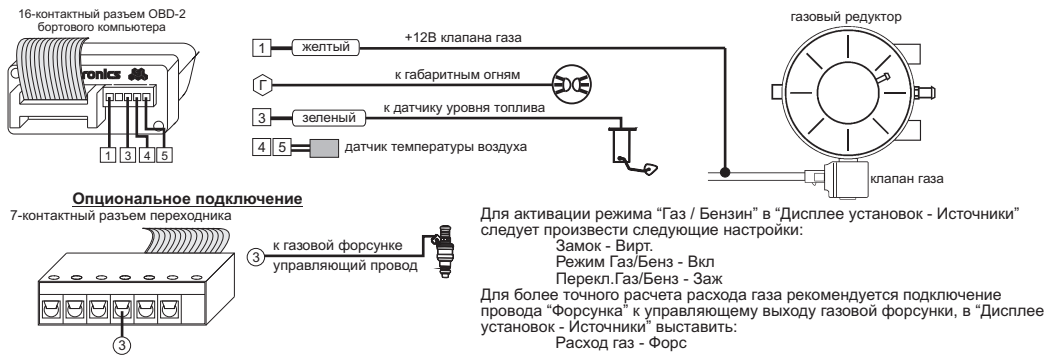 16-контактный разъем OBD-2
бортового компьютера
ronics
1 3 4 5
1 желтый +12В клапана газа
Г к габаритным огням
3 зеленый к датчику уровня топлива
4 5 датчик температуры воздуха
газовый редуктор
клапан газа
Опциональное подключение
7-контактный разъем переходника
3
3 к газовой форсунке
управляющий провод
Для активации режима “Газ / Бензин” в “Дисплее установок - Источники”
следует произвести следующие настройки:
Замок - Вирт.
Режим Газ/Бенз - Вкл
Перекл.Газ/Бенз - Заж
Для более точного расчета расхода газа рекомендуется подключение
провода “Форсунка” к управляющему выходу газовой форсунки, в “Дисплее
установок - Источники” выставить:
Расход газ - Форс